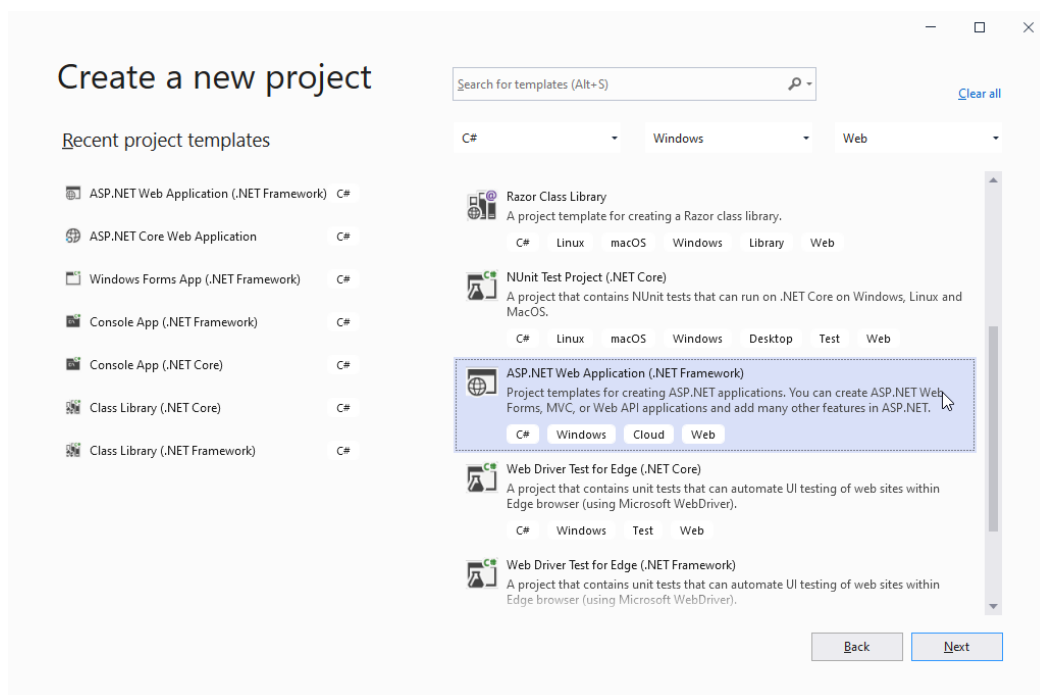 Create a new project
Search for templates (Alt+S)
Clear all
Recent project templates
C#
Windows
Web
ASP.NET Web Application (.NET Framework) C#
ASP.NET Core Web Application C#
Windows Forms App (.NET Framework) C#
Console App (.NET Framework) C#
Console App (.NET Core) C#
Class Library (.NET Core) C#
Class Library (.NET Framework) C#
Razor Class Library
A project template for creating a Razor class library.
C# Linux macOS Windows Library Web
NUnit Test Project (.NET Core)
A project that contains NUnit tests that can run on .NET Core on Windows, Linux and
MacOS.
C# Linux macOS Windows Desktop Test Web
ASP.NET Web Application (.NET Framework)
Project templates for creating ASP.NET applications. You can create ASP.NET Web
Forms, MVC, or Web API applications and add many other features in ASP.NET.
C# Windows Cloud Web
Web Driver Test for Edge (.NET Core)
A project that contains unit tests that can automate UI testing of web sites within
Edge browser (using Microsoft WebDriver).
C# Windows Test Web
Web Driver Test for Edge (.NET Framework)
A project that contains unit tests that can automate UI testing of web sites within
Edge browser (using Microsoft WebDriver).
Back
Next